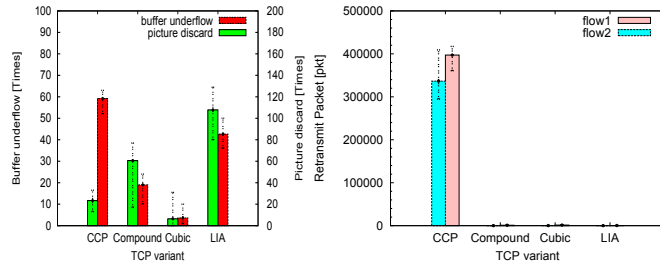 buffer underflow
picture discard
100
90
80
70
60
50
40
30
20
10
0
Buffer underflow [Times]
200
180
160
140
120
100
80
60
40
20
0
Picture discard [Times]
CCP Compound Cubic LIA
TCP variant
flow1
flow2
500000
400000
300000
200000
100000
0
Retransmit Packet [pkt]
CCP Compound Cubic LIA
TCP variant